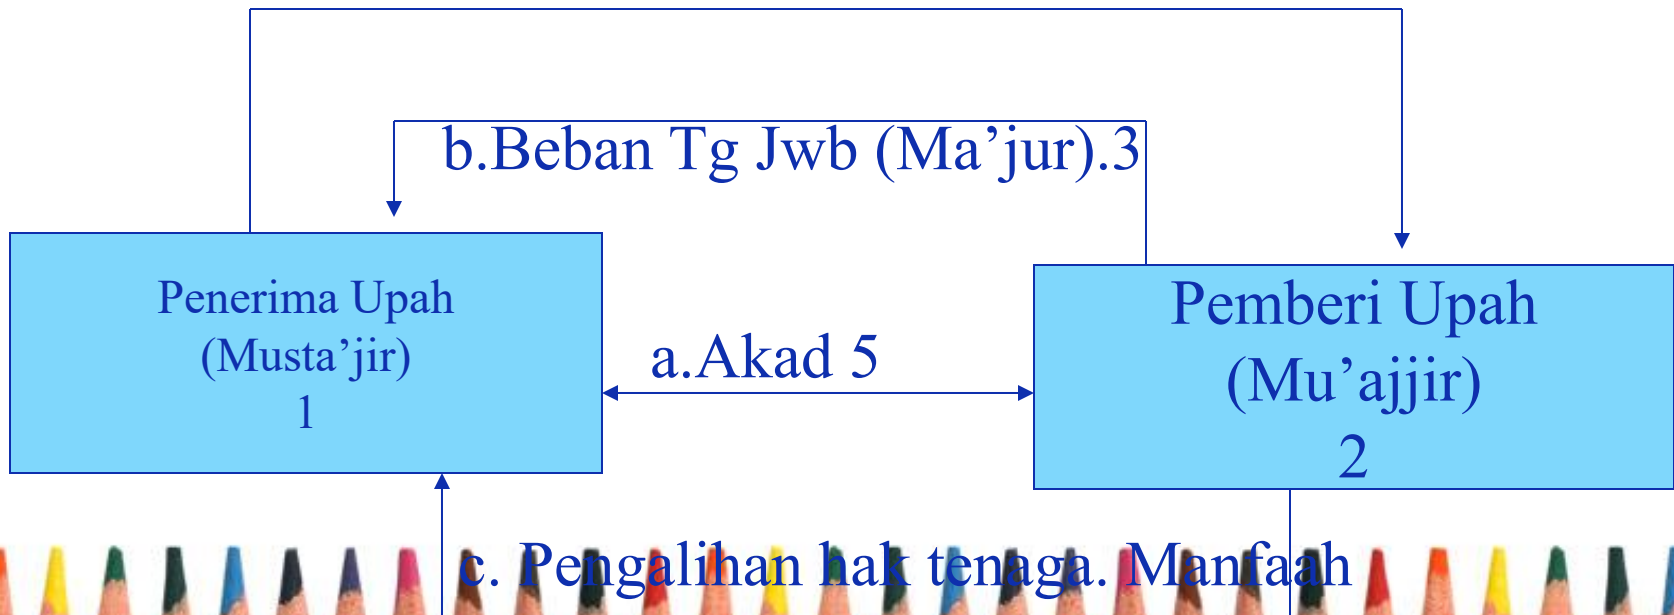 b.Beban Tg Jwb (Ma’jur).3
Penerima Upah
(Musta’jir)
1
a.Akad 5
Pemberi Upah
(Mu’ajjir)
2
c. Pengalihan hak tenaga. Manfaah